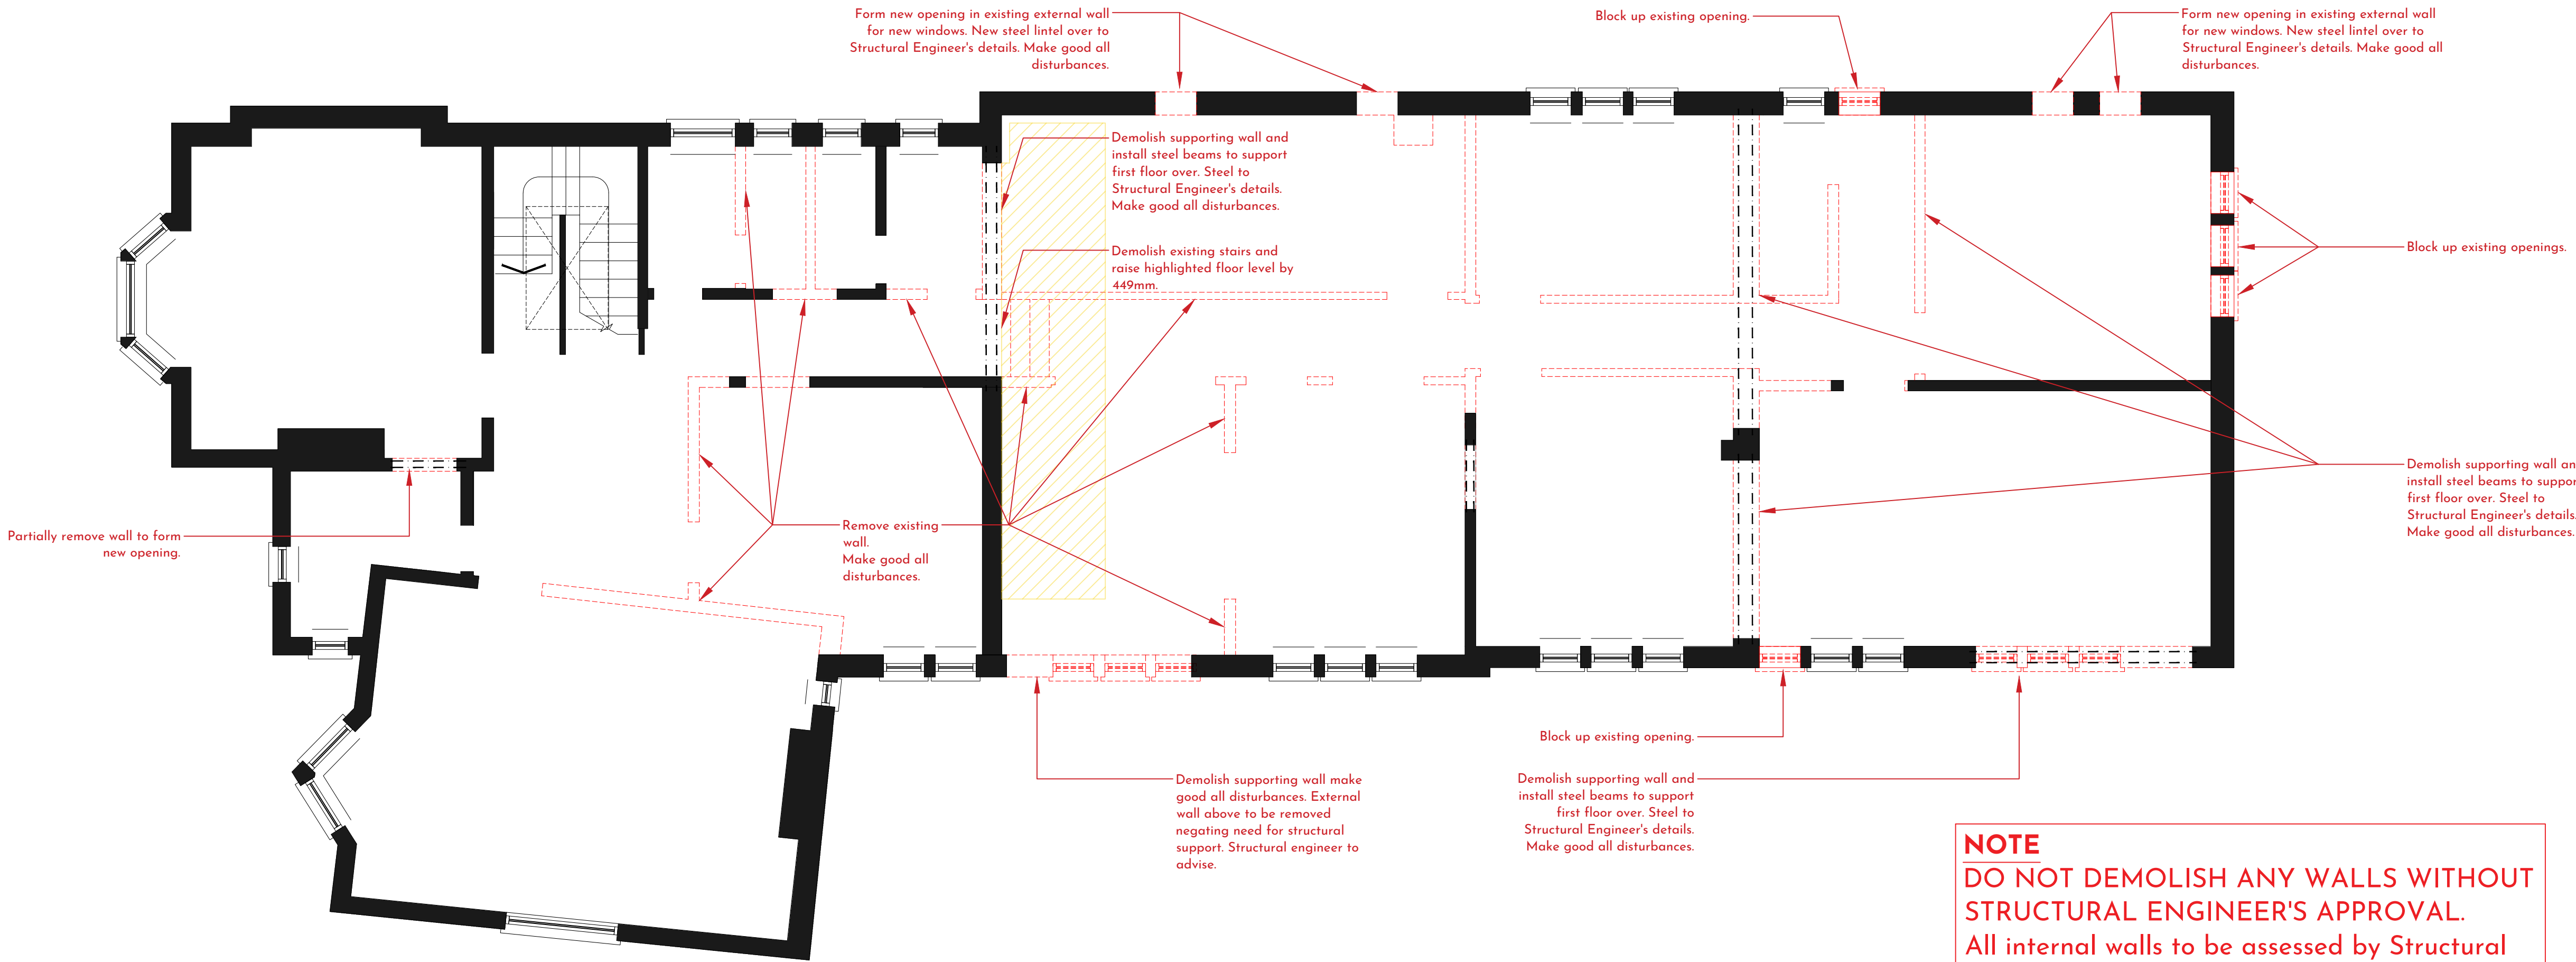 Form new opening in existing external wall
for new windows. New steel lintel over to
Structural Engineer's details. Make good all
disturbances.
Block up existing opening.
Form new opening in existing external wall
for new windows. New steel lintel over to
Structural Engineer's details. Make good all
disturbances.
Demolish supporting wall and
install steel beams to support
first floor over. Steel to
Structural Engineer's details.
Make good all disturbances.
Demolish existing stairs and
raise highlighted floor level by
449mm.
Block up existing openings.
Demolish supporting wall
install steel beams to
first floor over. Steel to
Structural Engineer's details.
Make good all disturbances.
Partially remove wall to form
new opening.
Remove existing
wall.
Make good all
disturbances.
Block up existing opening.
Demolish supporting wall make
good all disturbances. External
wall above to be removed
negating need for structural
support. Structural engineer to
advise.
Demolish supporting wall and
install steel beams to support
first floor over. Steel to
Structural Engineer's details.
Make good all disturbances.
NOTE
DO NOT DEMOLISH ANY WALLS WITHOUT
STRUCTURAL ENGINEER'S APPROVAL.
All internal walls to be assessed by Structural